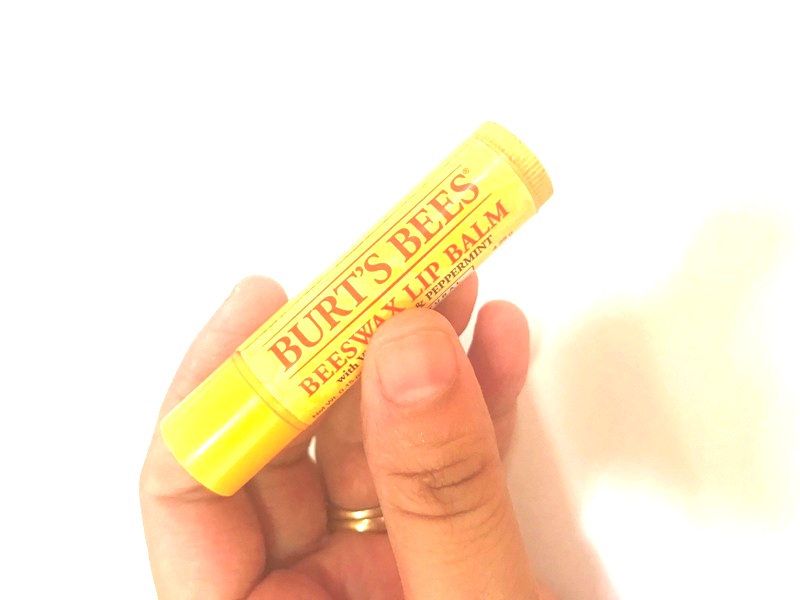 BURT'S BEES®
BEESWAX LIP BALM
with & PEPPERMINT